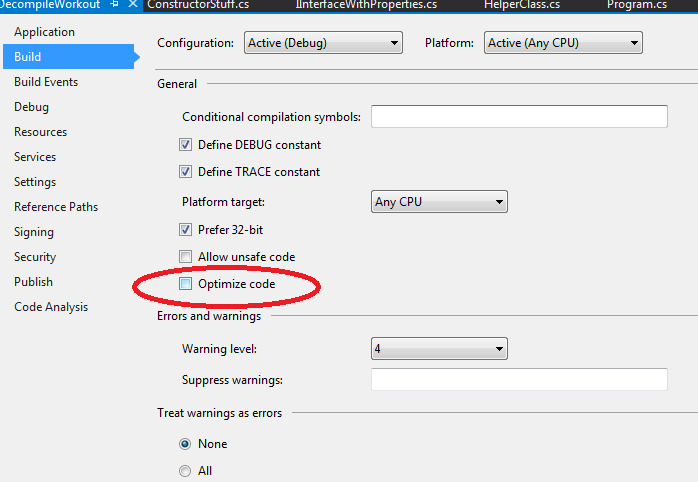 DecompileWorkout ConstructorStuff.cs IInterfaceWithProperties.cs HelperClass.cs Program.cs
Application
Build
Build Events
Debug
Resources
Services
Settings
Reference Paths
Signing
Security
Publish
Code Analysis
Configuration: Active (Debug) Platform: Active (Any CPU)
General
Conditional compilation symbols:
Define DEBUG constant
Define TRACE constant
Platform target: Any CPU
Prefer 32-bit
Allow unsafe code
Optimize code
Errors and warnings
Warning level: 4
Suppress warnings:
Treat warnings as errors
None
All